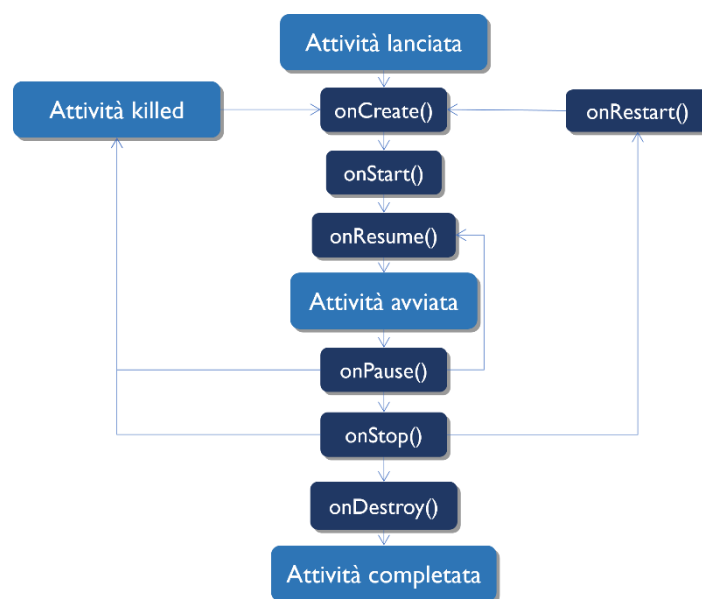 Attività lanciata
Attività killed
onCreate()
onRestart()
onStart()
onResume()
Attività avviata
onPause()
onStop()
onDestroy()
Attività completata